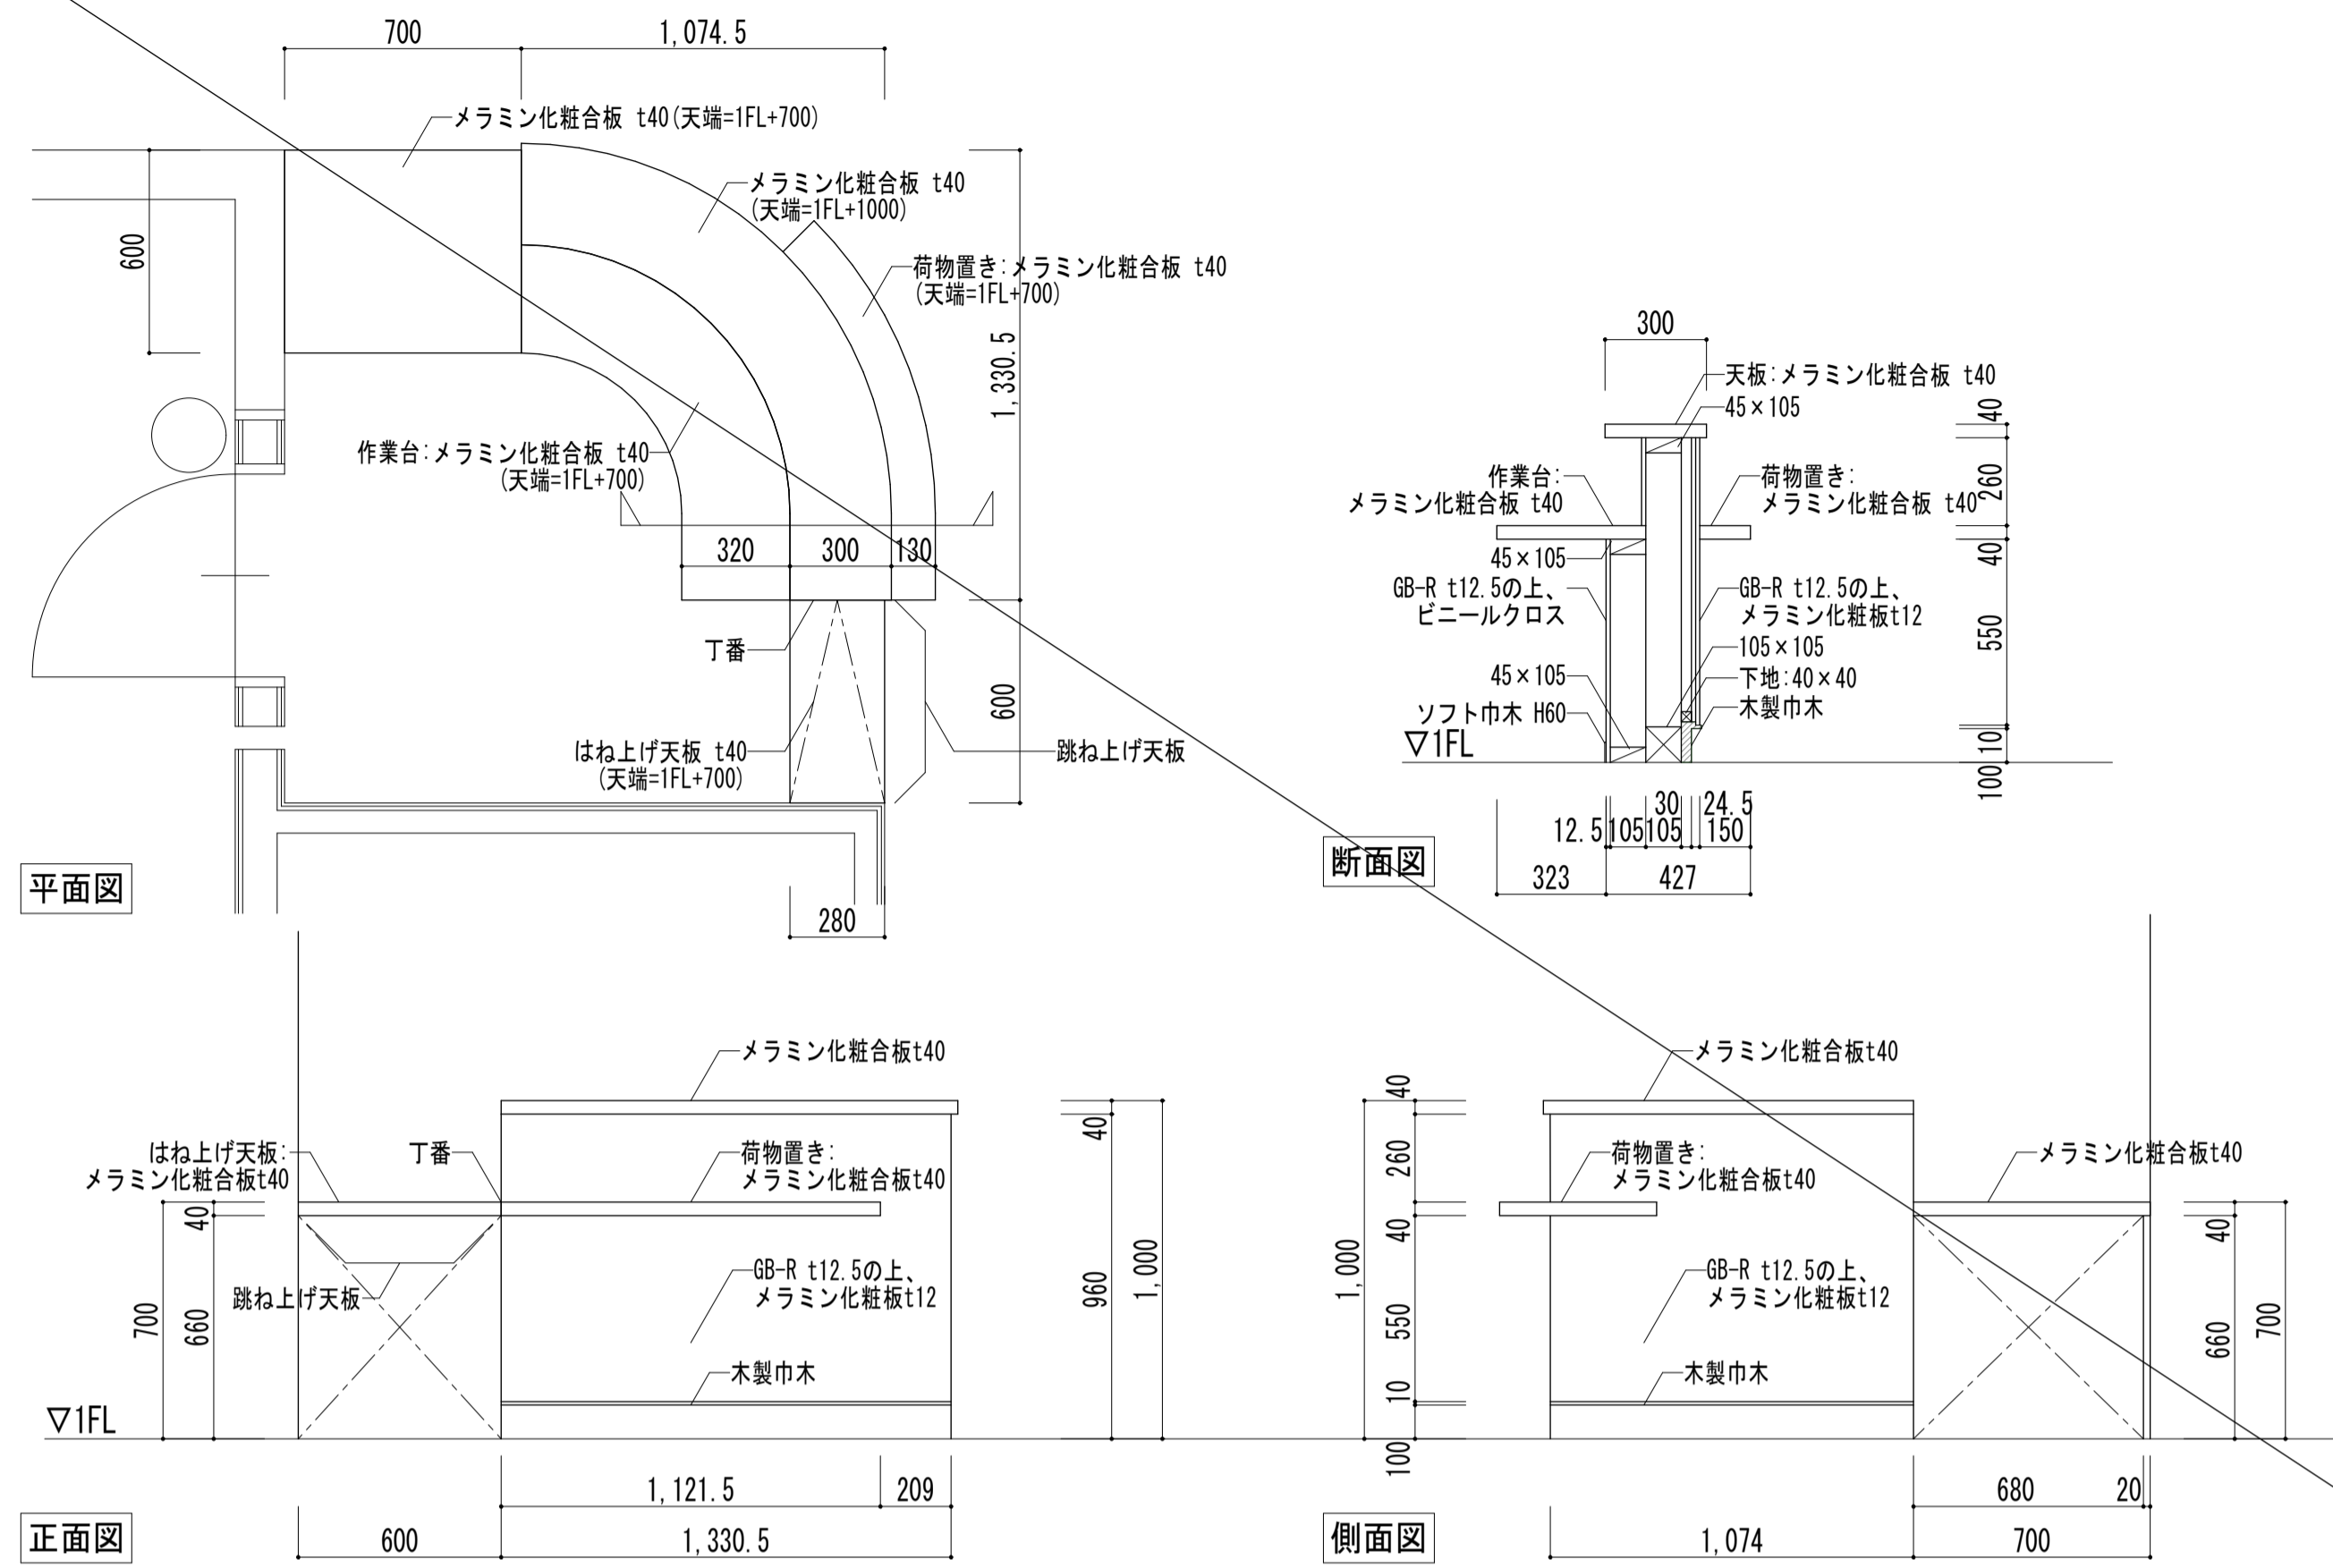 700
1,074.5
メラミン化粧合板 t40(天端=1FL+700)
メラミン化粧合板 t40
(天端=1FL+1000)
600
荷物置き:メラミン化粧合板 t40
(天端=1FL+700)
1,330.5
作業台:メラミン化粧合板 t40
(天端=1FL+700)
320
300
130
丁番
600
はね上げ天板 t40
(天端=1FL+700)
跳ね上げ天板
280
平面図
300
天板:メラミン化粧合板 t40
45×105
40
作業台:
メラミン化粧合板 t40
荷物置き:
メラミン化粧合板 t40
260
45×105
40
GB-R t12.5の上、
ビニールクロス
GB-R t12.5の上、
メラミン化粧板t12
550
105×105
45×105
下地:40×40
ソフト巾木 H60
木製巾木
▽1FL
10
100
30
24.5
12.5
105
105
150
323
427
断面図
メラミン化粧合板t40
はね上げ天板:
メラミン化粧合板t40
丁番
荷物置き:
メラミン化粧合板t40
40
40
700
660
跳ね上げ天板
GB-R t12.5の上、
メラミン化粧板t12
960
1,000
木製巾木
▽1FL
1,121.5
209
600
1,330.5
正面図
メラミン化粧合板t40
40
260
荷物置き:
メラミン化粧合板t40
メラミン化粧合板t40
40
1,000
550
GB-R t12.5の上、
メラミン化粧板t12
40
660
700
10
木製巾木
100
680
20
1,074
700
側面図